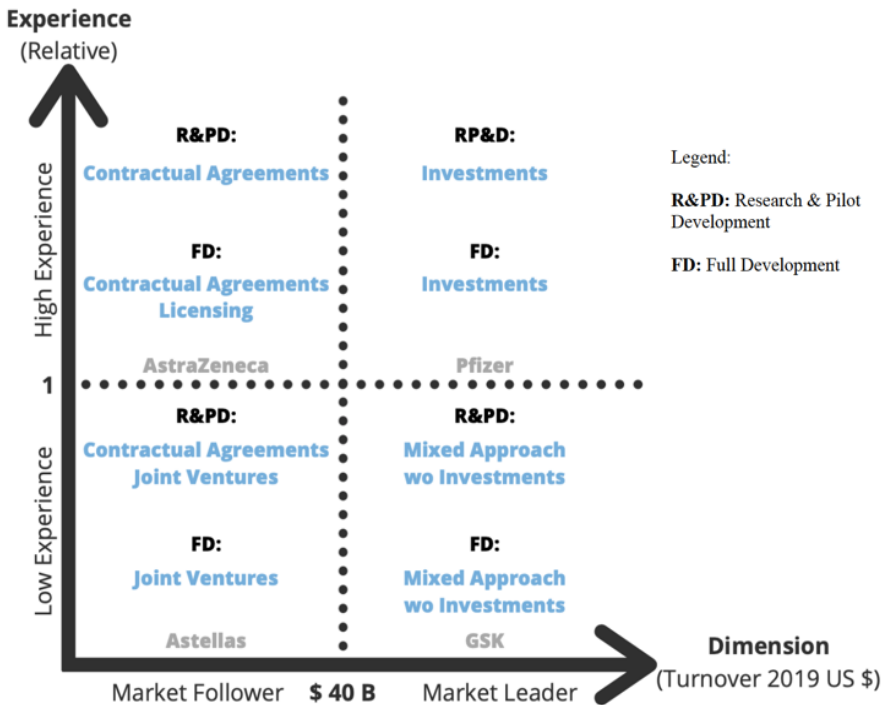 Experience
(Relative)
R&PD:
Contractual Agreements
FD:
Contractual Agreements
Licensing
AstraZeneca
RP&D:
Investments
FD:
Investments
Pfizer
Legend:
R&PD: Research & Pilot
Development
FD: Full Development
High Experience
1
Low Experience
R&PD:
Contractual Agreements
Joint Ventures
FD:
Joint Ventures
Astellas
R&PD:
Mixed Approach
wo Investments
FD:
Mixed Approach
wo Investments
GSK
Dimension
(Turnover 2019 US $)
Market Follower
$ 40 B
Market Leader